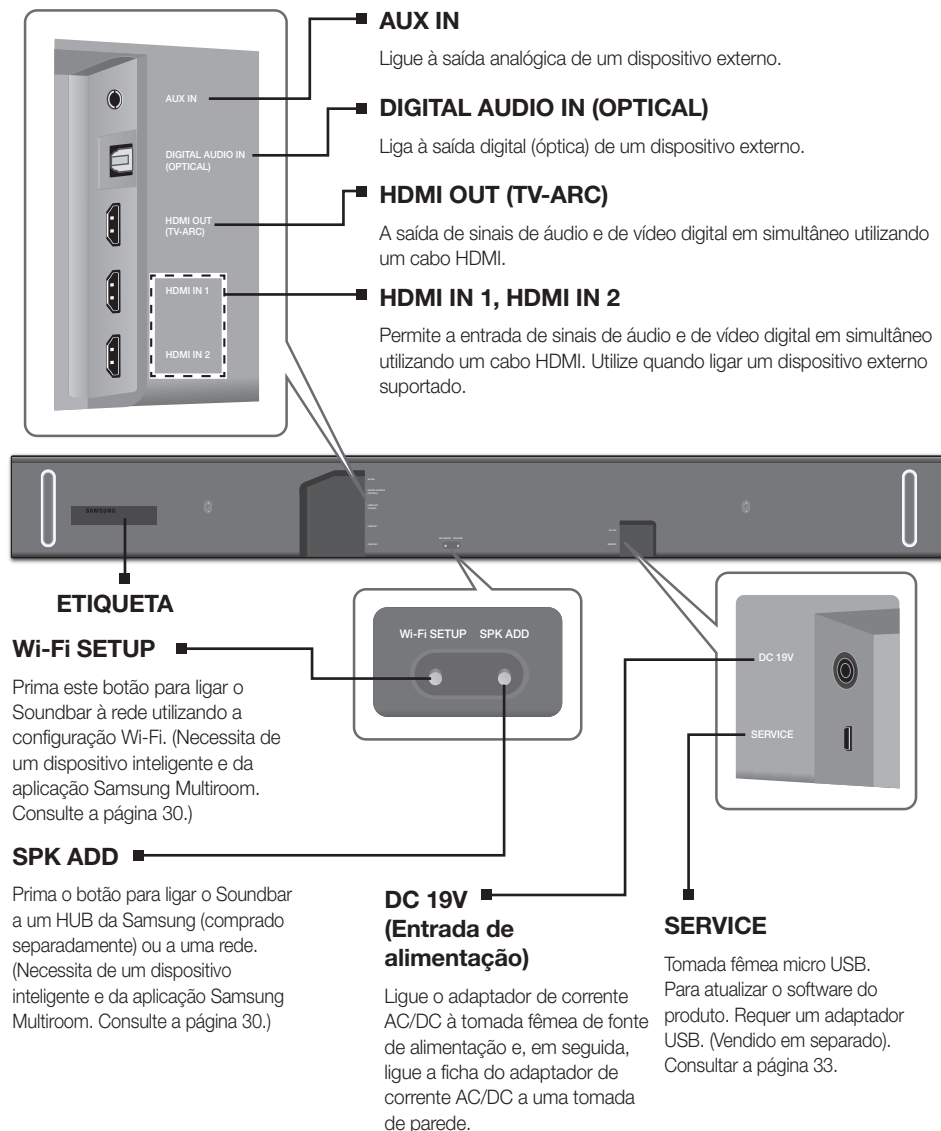 AUX IN
Ligue à saída analógica de um dispositivo externo.
DIGITAL AUDIO IN (OPTICAL)
Liga à saída digital (óptica) de um dispositivo externo.
HDMI OUT (TV-ARC)
A saída de sinais de áudio e de vídeo digital em simultâneo utilizando
um cabo HDMI.
HDMI IN 1, HDMI IN 2
Permite a entrada de sinais de áudio e de vídeo digital em simultâneo
utilizando um cabo HDMI. Utilize quando ligar um dispositivo externo
suportado.
AUX IN
DIGITAL AUDIO IN
(OPTICAL)
HDMI OUT
(TV-ARC)
HDMI IN 1
HDMI IN 2
SAMSUNG
ETIQUETA
Wi-Fi SETUP
Prima este botão para ligar o
Soundbar à rede utilizando a
configuração Wi-Fi. (Necessita de
um dispositivo inteligente e da
aplicação Samsung Multiroom.
Consulte a página 30.)
SPK ADD
Prima o botão para ligar o Soundbar
a um HUB da Samsung (comprado
separadamente) ou a uma rede.
(Necessita de um dispositivo
inteligente e da aplicação Samsung
Multiroom. Consulte a página 30.)
Wi-Fi SETUP SPK ADD
DC 19V
SERVICE
DC 19V
(Entrada de
alimentação)
Ligue o adaptador de corrente
AC/DC à tomada fêmea de fonte
de alimentação e, em seguida,
ligue a ficha do adaptador de
corrente AC/DC a uma tomada
de parede.
SERVICE
Tomada fêmea micro USB.
Para atualizar o software do
produto. Requer um adaptador
USB. (Vendido em separado).
Consultar a página 33.